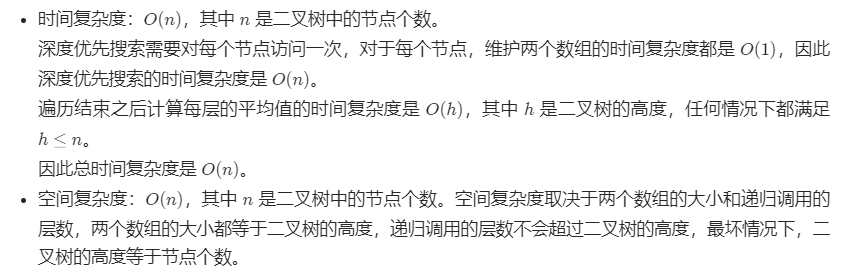 • 时间复杂度：O(n)，其中 n 是二叉树中的节点个数。
深度优先搜索需要对每个节点访问一次，对于每个节点，维护两个数组的时间复杂度都是 O(1)，因此
深度优先搜索的时间复杂度是 O(n)。
遍历结束之后计算每层的平均值的时间复杂度是 O(h)，其中 h 是二叉树的高度，任何情况下都满足
h ≤ n。
因此总时间复杂度是 O(n)。
• 空间复杂度：O(n)，其中 n 是二叉树中的节点个数。空间复杂度取决于两个数组的大小和递归调用的
层数，两个数组的大小都等于二叉树的高度，递归调用的层数不会超过二叉树的高度，最坏情况下，二
叉树的高度等于节点个数。